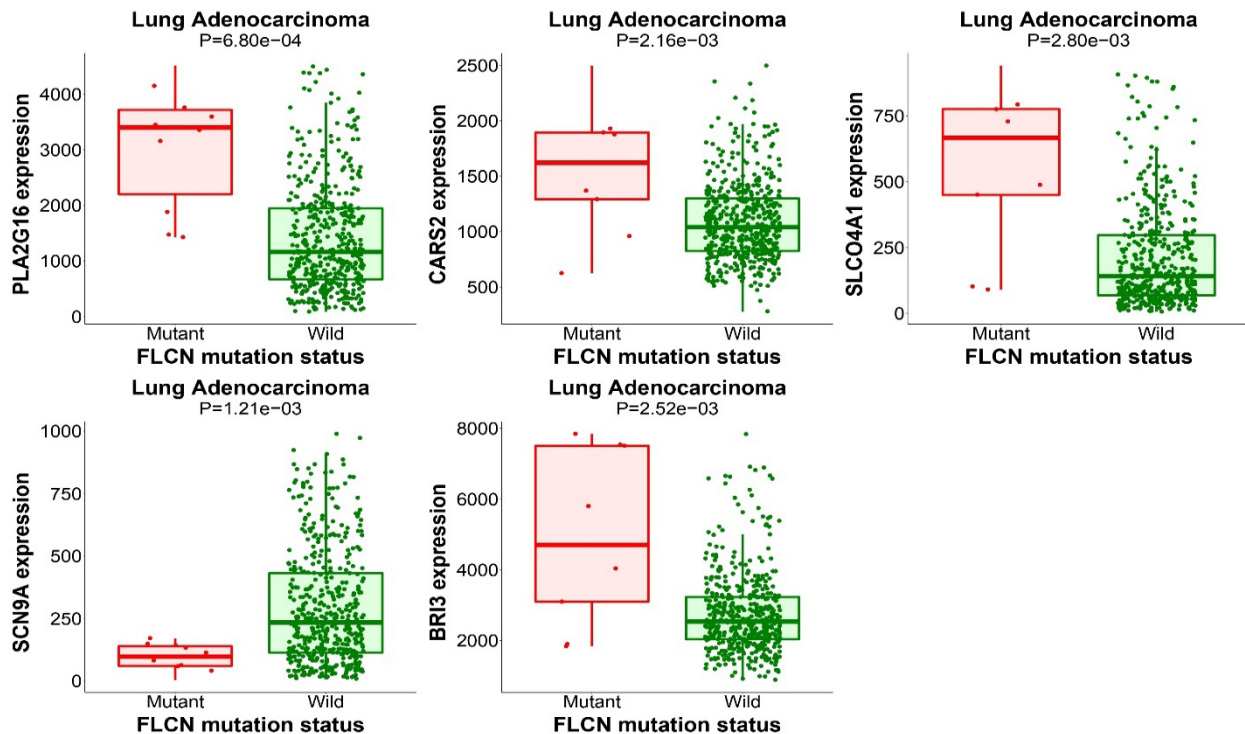 Lung Adenocarcinoma
P=6.80e−04
PLA2G16 expression
4000
3000
2000
1000
0
Mutant
Wild
FLCN mutation status
Lung Adenocarcinoma
P=2.16e−03
CARS2 expression
2500
2000
1500
1000
500
Mutant
Wild
FLCN mutation status
Lung Adenocarcinoma
P=2.80e−03
SLCO4A1 expression
750
500
250
0
Mutant
Wild
FLCN mutation status
Lung Adenocarcinoma
P=1.21e−03
SCN9A expression
1000
750
500
250
0
Mutant
Wild
FLCN mutation status
Lung Adenocarcinoma
P=2.52e−03
BRI3 expression
8000
6000
4000
2000
Mutant
Wild
FLCN mutation status